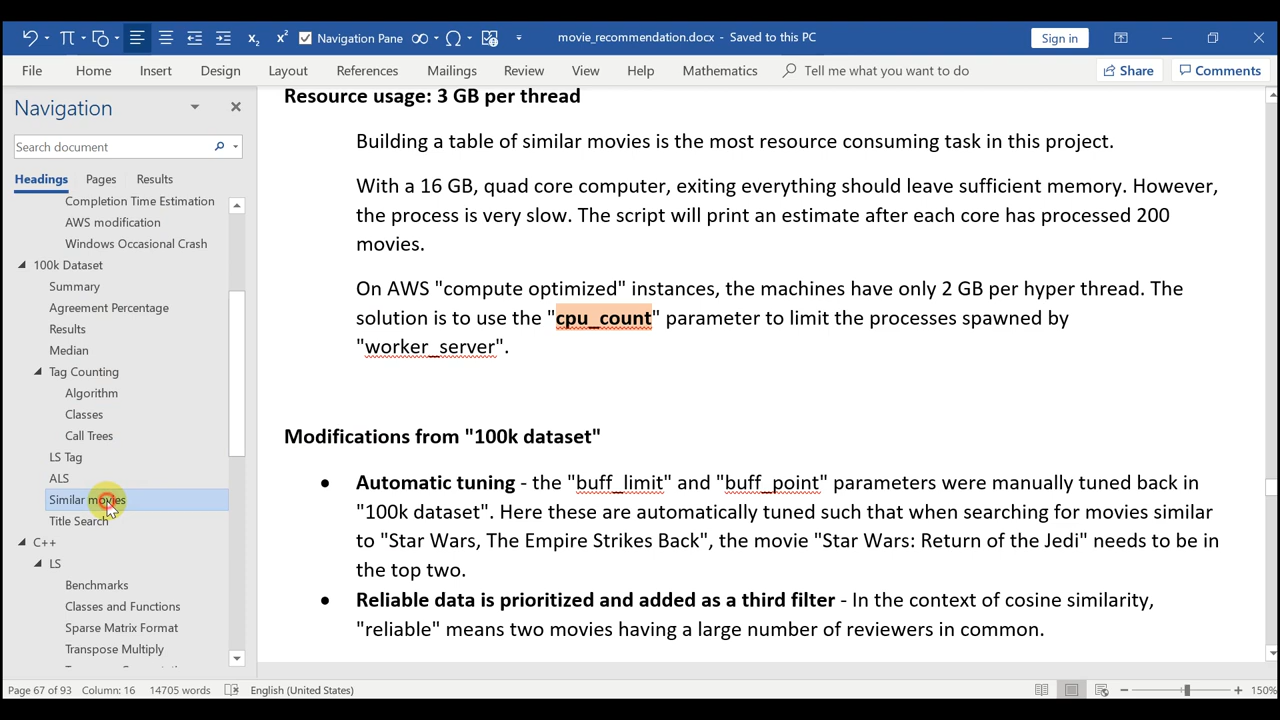 Navigation Pane
movie_recommendation.docx - Saved to this PC
Sign in
File Home Insert Design Layout References Mailings Review View Help Mathematics Tell me what you want to do Share Comments
Navigation
Search document
Headings Pages Results
Completion Time Estimation
AWS modification
Windows Occasional Crash
100k Dataset
Summary
Agreement Percentage
Results
Median
Tag Counting
Algorithm
Classes
Call Trees
LS Tag
ALS
Similar movies
Title Search
C++
LS
Benchmarks
Classes and Functions
Sparse Matrix Format
Transpose Multiply
Resource usage: 3 GB per thread
Building a table of similar movies is the most resource consuming task in this project.
With a 16 GB, quad core computer, exiting everything should leave sufficient memory. However,
the process is very slow. The script will print an estimate after each core has processed 200
movies.
On AWS "compute optimized" instances, the machines have only 2 GB per hyper thread. The
solution is to use the "cpu_count" parameter to limit the processes spawned by
"worker_server".
Modifications from "100k dataset"
• Automatic tuning - the "buff_limit" and "buff_point" parameters were manually tuned back in
"100k dataset". Here these are automatically tuned such that when searching for movies similar
to "Star Wars, The Empire Strikes Back", the movie "Star Wars: Return of the Jedi" needs to be in
the top two.
• Reliable data is prioritized and added as a third filter - In the context of cosine similarity,
"reliable" means two movies having a large number of reviewers in common.
Page 67 of 93 Column: 16 14705 words English (United States) 150%